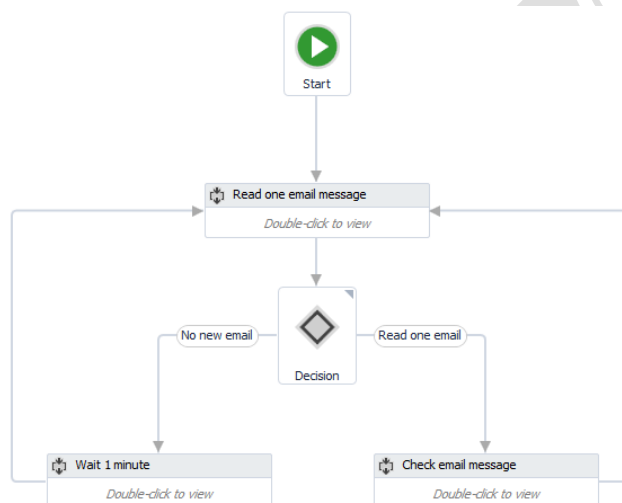 Start
Read one email message
Double-click to view
No new email
Read one email
Decision
Wait 1 minute
Check email message
Double-click to view
Double-click to view